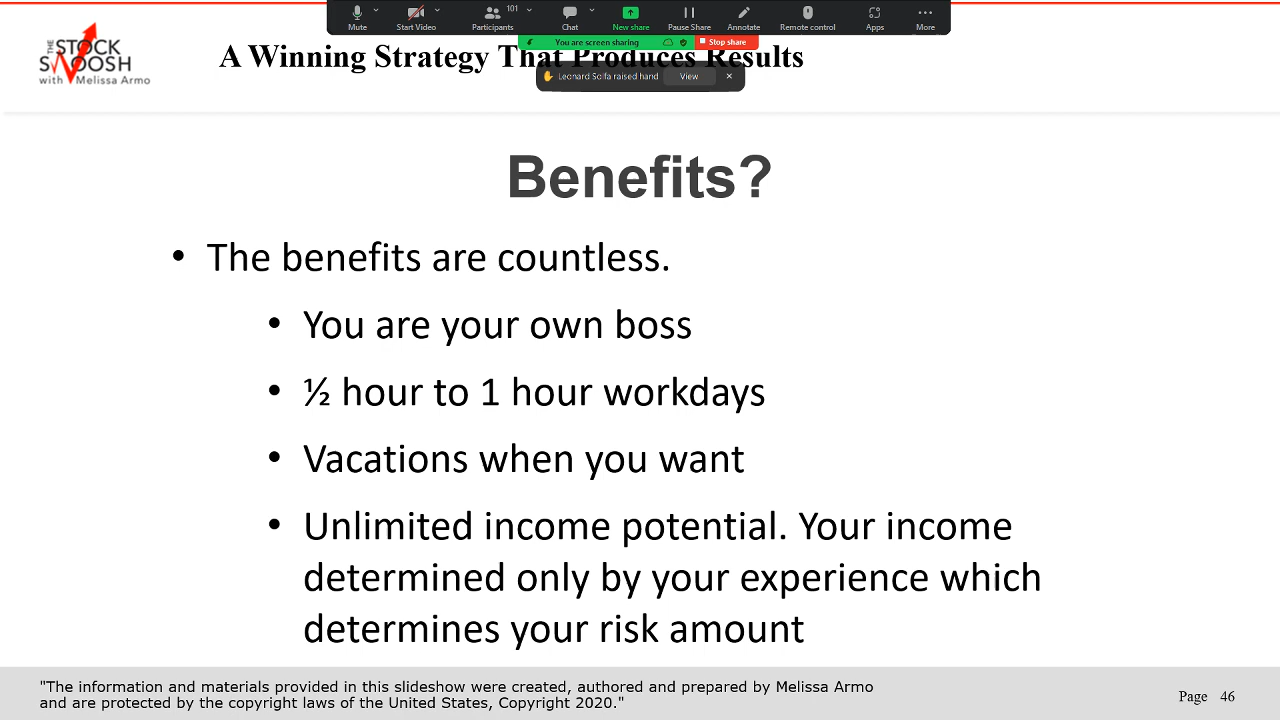 Mute
Start Video
Participants
101
Chat
New share
Pause Share
Annotate
Remote control
Apps
More
You are screen sharing
Stop share
THE
STOCK
SWOOSH
with Melissa Armo
A Winning Strategy That Produces Results
Leonard Solfa raised hand
View
Benefits?
• The benefits are countless.
• You are your own boss
• ½ hour to 1 hour workdays
• Vacations when you want
• Unlimited income potential. Your income
determined only by your experience which
determines your risk amount
"The information and materials provided in this slideshow were created, authored and prepared by Melissa Armo
and are protected by the copyright laws of the United States, Copyright 2020."
Page 46